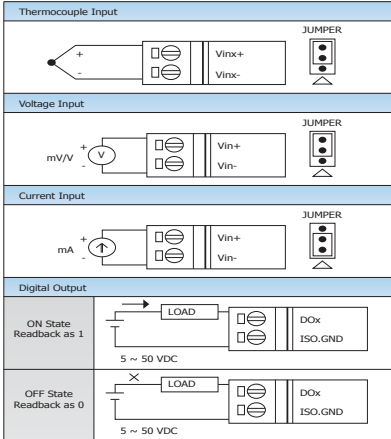 Thermocouple Input
JUMPER
+
Vinx+
-
Vinx-
Voltage Input
JUMPER
mV/V
+
V
Vin+
-
Vin-
Current Input
JUMPER
mA
+
Vin+
-
Vin-
Digital Output
ON State
Readback as 1
LOAD
DOx
ISO.GND
5 ~ 50 VDC
OFF State
Readback as 0
LOAD
DOx
ISO.GND
5 ~ 50 VDC